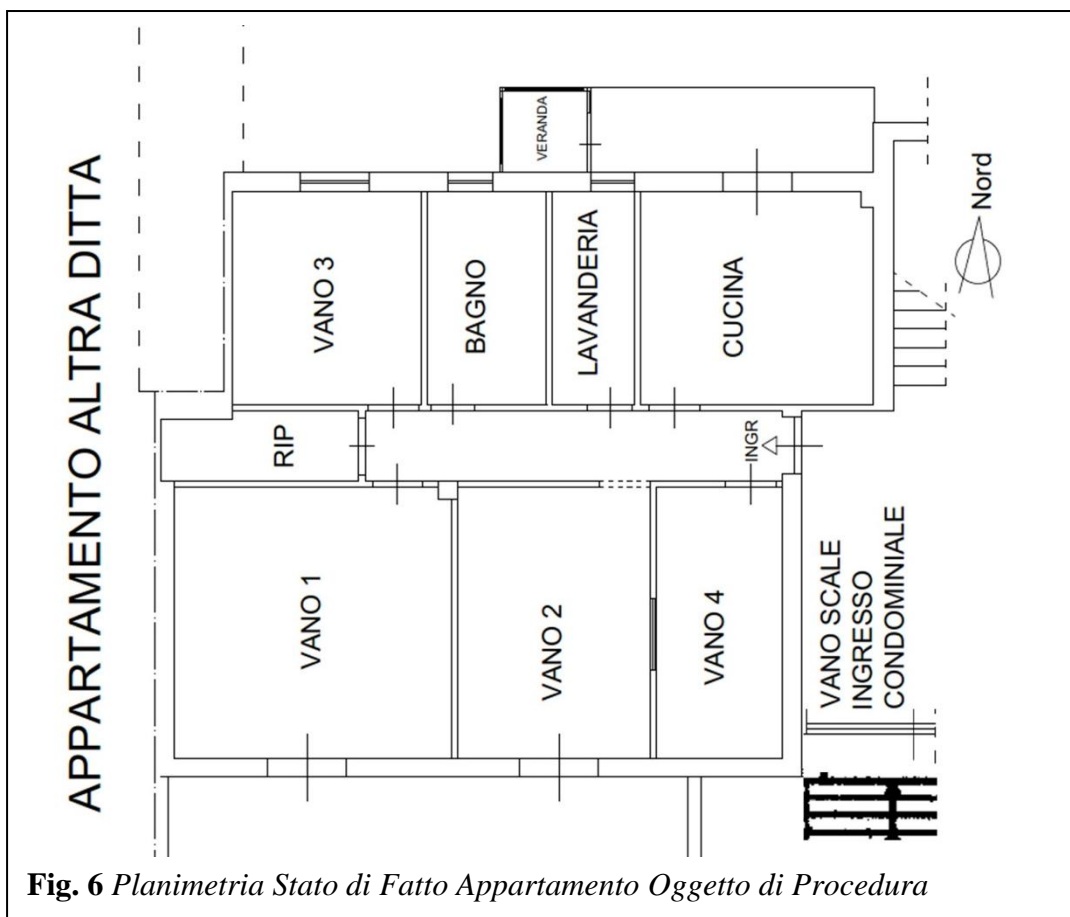 APPARTAMENTO ALTRA DITTA
VERANDA
Nord
VANO 3
BAGNO
LAVANDERIA
CUCINA
RIP
INGR
VANO 1
VANO 2
VANO 4
VANO SCALE
INGRESSO
CONDOMINIALE
Fig. 6 Planimetria Stato di Fatto Appartamento Oggetto di Procedura